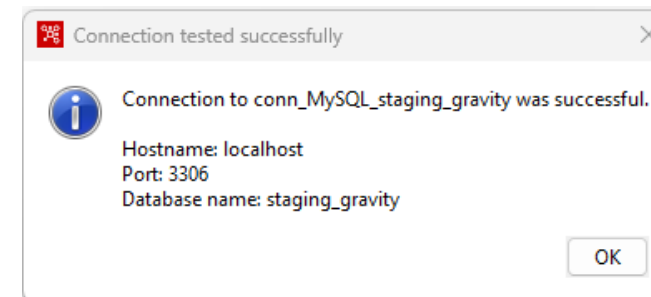 Connection tested successfully
Connection to conn_MySQL_staging_gravity was successful.
Hostname: localhost
Port: 3306
Database name: staging_gravity
OK